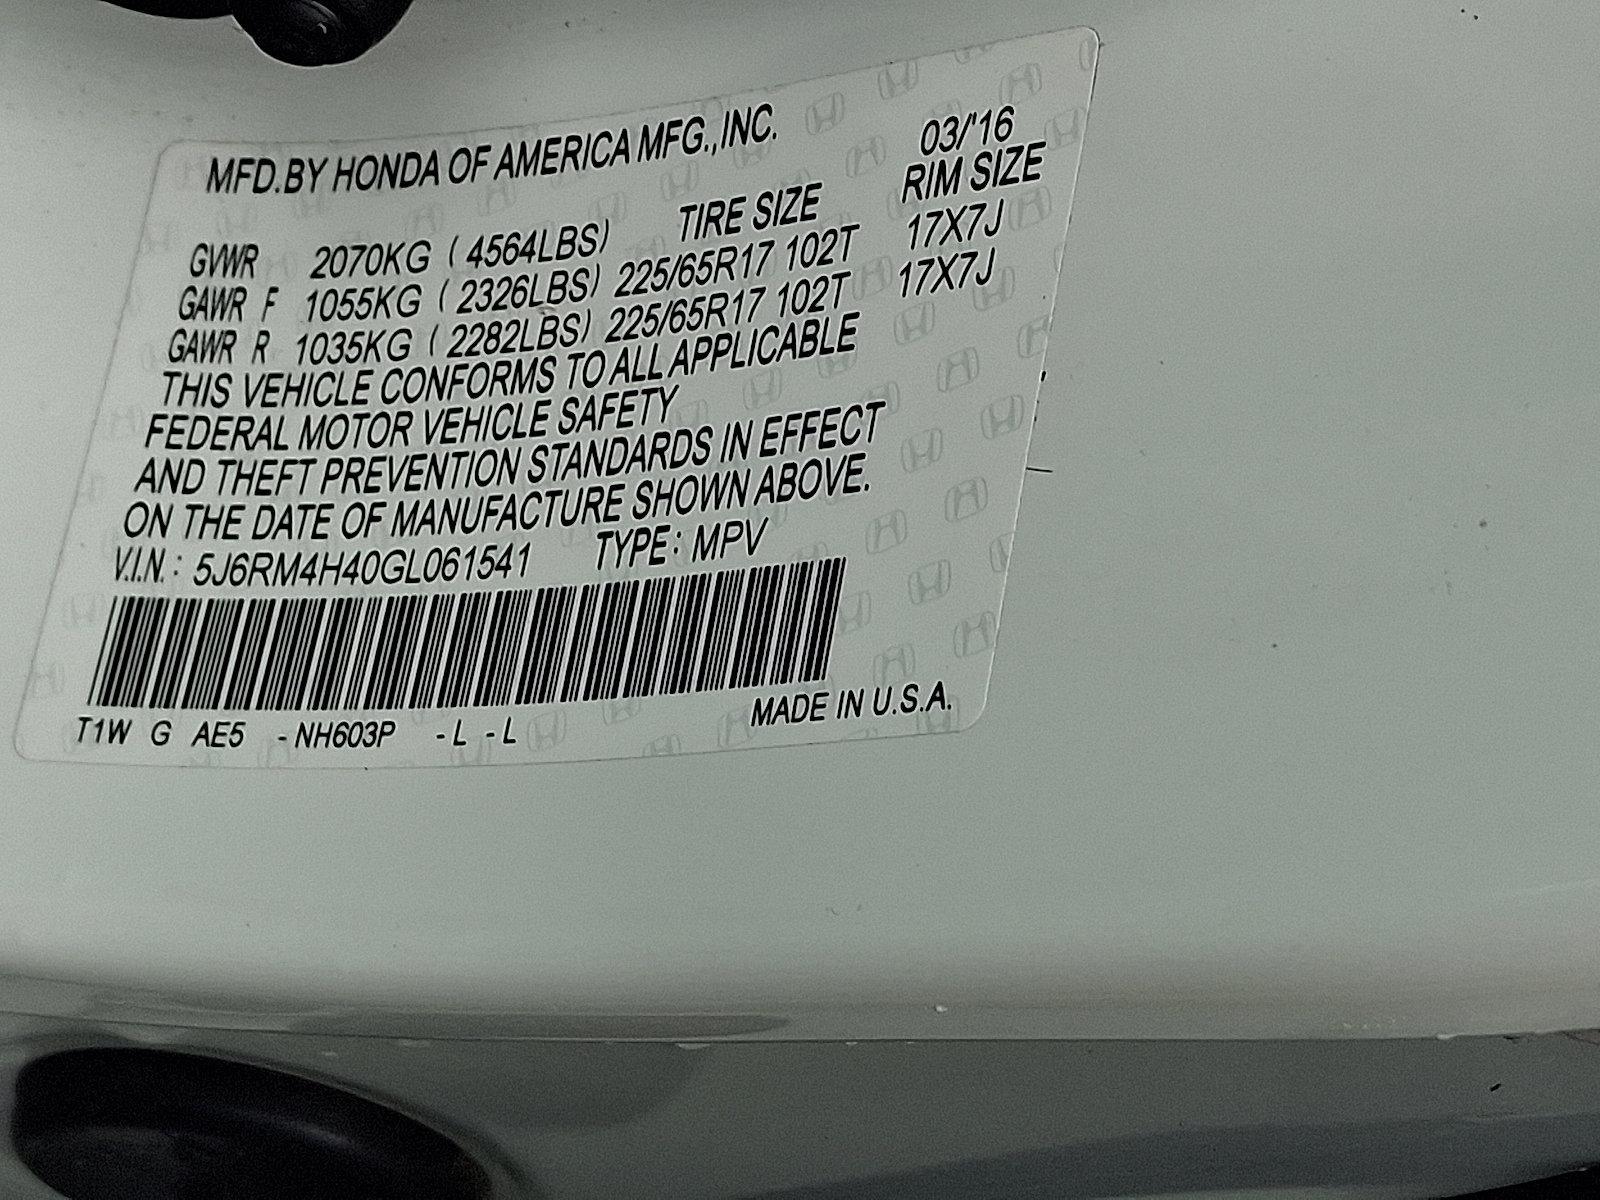 MFD.BY HONDA OF AMERICA MFG.,INC. 03/'16
TIRE SIZE RIM SIZE
GVWR 2070KG (4564LBS)
GAWR F 1055KG (2326LBS) 225/65R17 102T 17X7J
GAWR R 1035KG (2282LBS) 225/65R17 102T 17X7J
THIS VEHICLE CONFORMS TO ALL APPLICABLE
FEDERAL MOTOR VEHICLE SAFETY
AND THEFT PREVENTION STANDARDS IN EFFECT
ON THE DATE OF MANUFACTURE SHOWN ABOVE.
V.I.N.: 5J6RM4H40GL061541 TYPE: MPV
T1W G AE5 -NH603P -L -L MADE IN U.S.A.